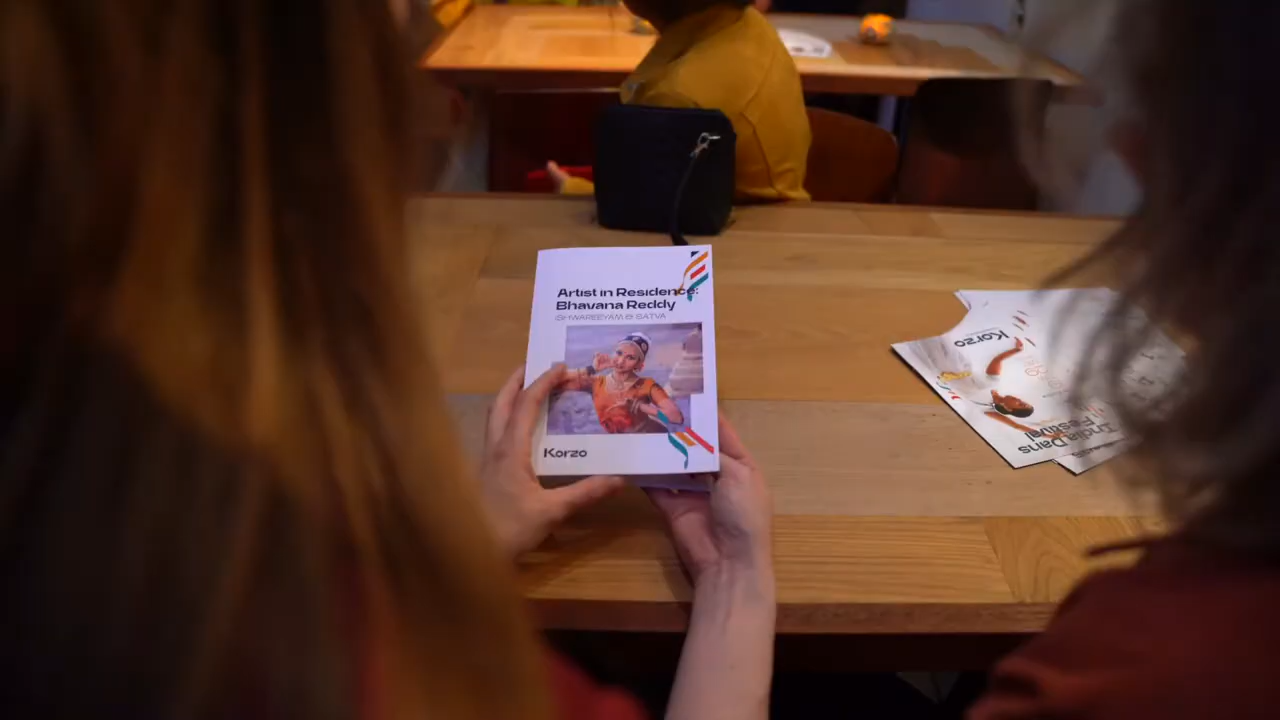 Artist in Residence:
Bhavana Reddy
ISHWAREEYAM & SATVA
Korzo
Korzo
India Dans
Festival